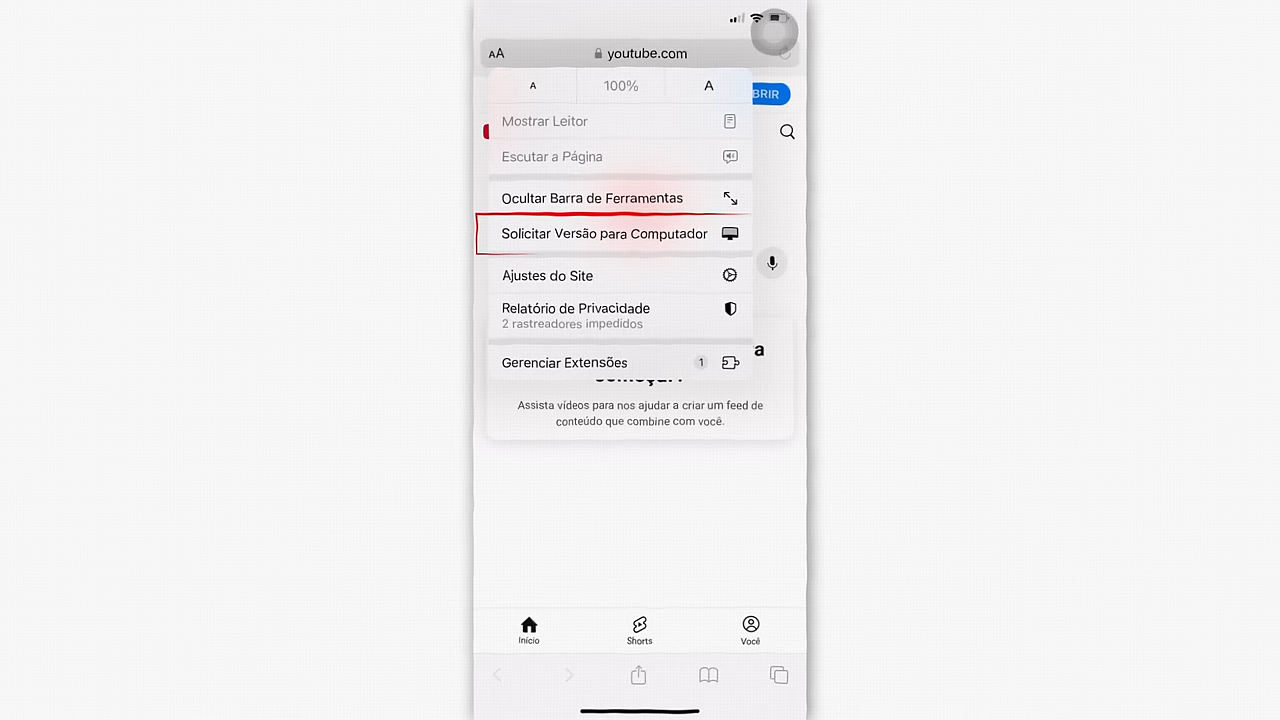 AA youtube.com
A 100% A
BRIR
Mostrar Leitor
Escutar a Página
Ocultar Barra de Ferramentas
Solicitar Versão para Computador
Ajustes do Site
Relatório de Privacidade
2 rastreadores impedidos
a
Gerenciar Extensões 1
Assista vídeos para nos ajudar a criar um feed de
conteúdo que combine com você.
Início Shorts Você